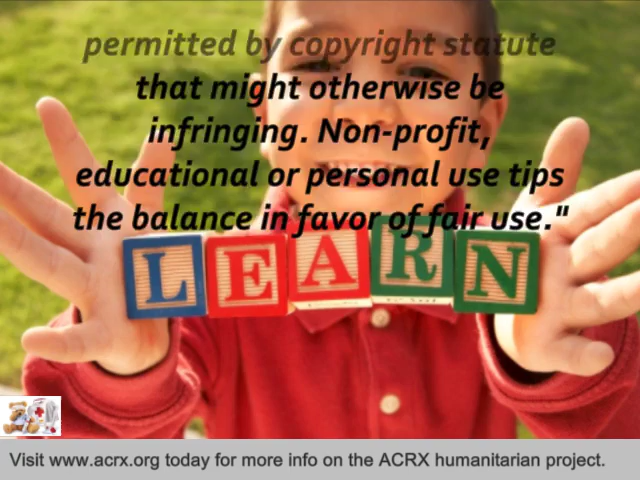 permitted by copyright statute
that might otherwise be
infringing. Non-profit,
educational or personal use tips
the balance in favor of fair use."
LEARN
Visit www.acrx.org today for more info on the ACRX humanitarian project.